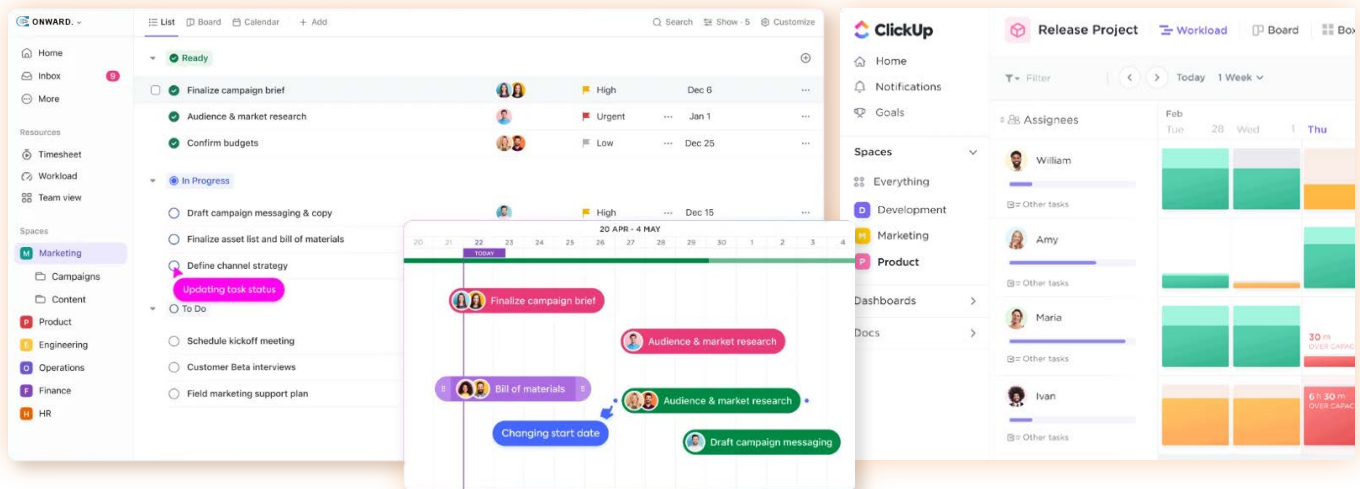 ONWARD.
List Board Calendar + Add
Search Show · 5 Customize
Home
Inbox 9
More
Resources
Timesheet
Workload
Team view
Spaces
M Marketing
Campaigns
Content
P Product
E Engineering
O Operations
F Finance
H HR
Ready
Finalize campaign brief High Dec 6
Audience & market research Urgent Jan 1
Confirm budgets Low Dec 25
In Progress
Draft campaign messaging & copy High Dec 15
Finalize asset list and bill of materials
Define channel strategy
Updating task status
To Do
Schedule kickoff meeting
Customer Beta interviews
Field marketing support plan
20 APR - 4 MAY
20 21 22 23 24 25 26 27 28 29 30 1 2 3 4
TODAY
Finalize campaign brief
Audience & market research
Bill of materials
Audience & market research
Changing start date
Draft campaign messaging
ClickUp
Home
Notifications
Goals
Spaces
Everything
D Development
M Marketing
P Product
Dashboards
Docs
Release Project Workload Board Box
Filter Today 1 Week
Assignees
Feb
Tue 28 Wed 1 Thu
William
Other tasks
Amy
Other tasks
Maria
Other tasks
30 m
OVER CAPAC
Ivan
Other tasks
6 h 30 m
OVER CAPAC